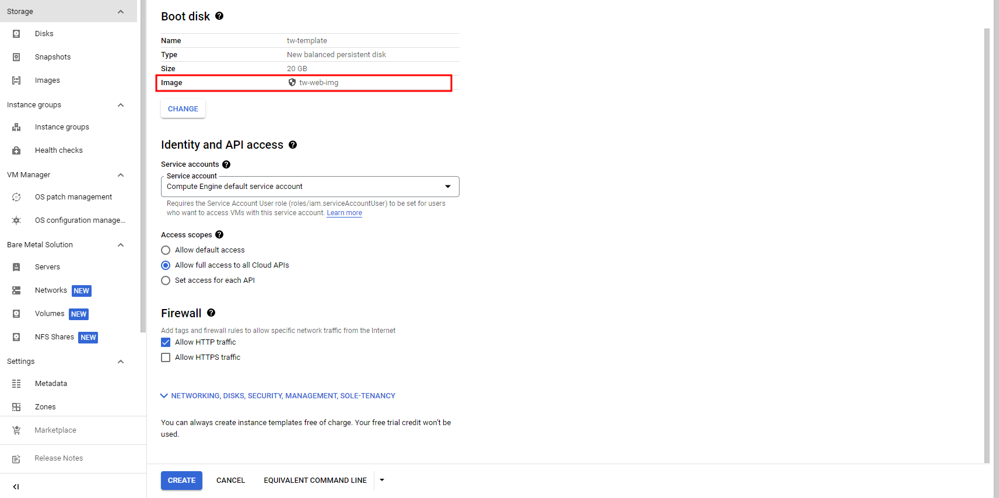 Storage
Disks
Snapshots
Images
Instance groups
Instance groups
Health checks
VM Manager
OS patch management
OS configuration manage...
Bare Metal Solution
Servers
Networks NEW
Volumes NEW
NFS Shares NEW
Settings
Metadata
Zones
Marketplace
Release Notes
Boot disk
Name tw-template
Type New balanced persistent disk
Size 20 GB
Image tw-web-img
CHANGE
Identity and API access
Service accounts
Service account
Compute Engine default service account
Requires the Service Account User role (roles/iam.serviceAccountUser) to be set for users
who want to access VMs with this service account. Learn more
Access scopes
Allow default access
Allow full access to all Cloud APIs
Set access for each API
Firewall
Add tags and firewall rules to allow specific network traffic from the Internet
Allow HTTP traffic
Allow HTTPS traffic
NETWORKING, DISKS, SECURITY, MANAGEMENT, SOLE-TENANCY
You can always create instance templates free of charge. Your free trial credit won't be
used.
CREATE CANCEL EQUIVALENT COMMAND LINE